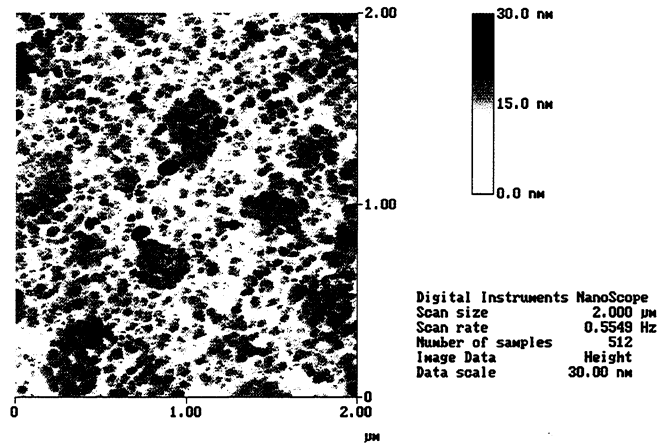 2.00
30.0 nm
15.0 nm
1.00
0.0 nm
Digital Instruments NanoScope
Scan size 2.000 µm
Scan rate 0.5549 Hz
Number of samples 512
Image Data Height
Data scale 30.00 nm
0
0 1.00 2.00
µm